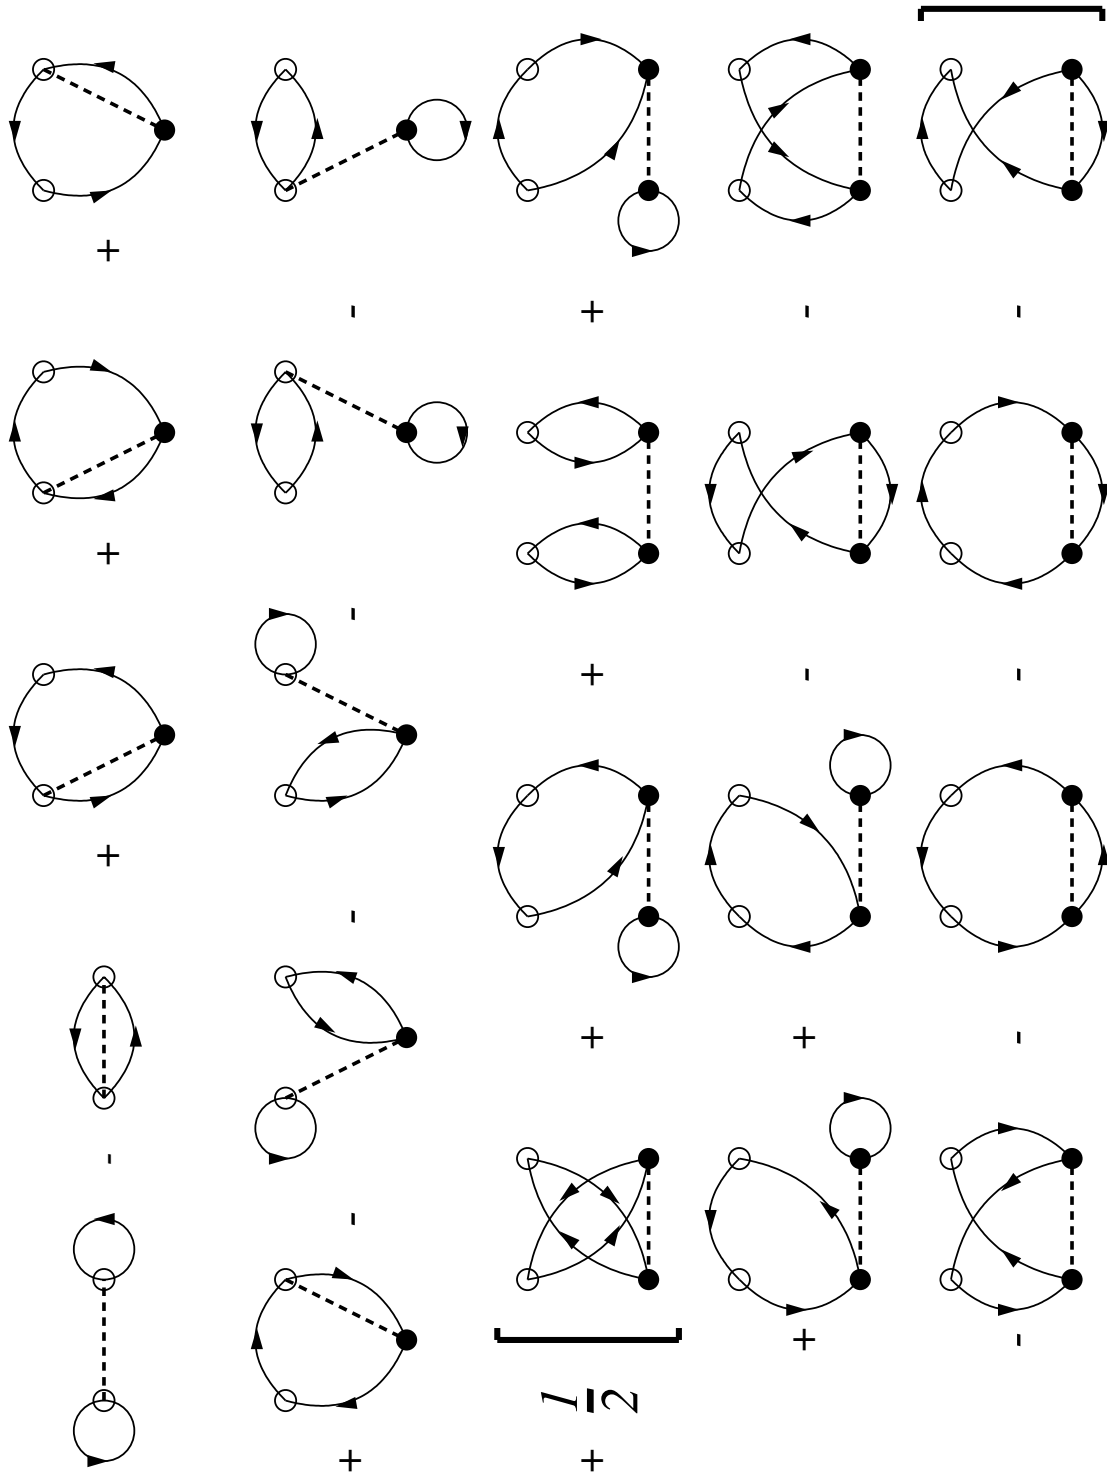 - + + +
+ - - - -
+ 1/2 [ + + +
+ + - -
- - - - ]